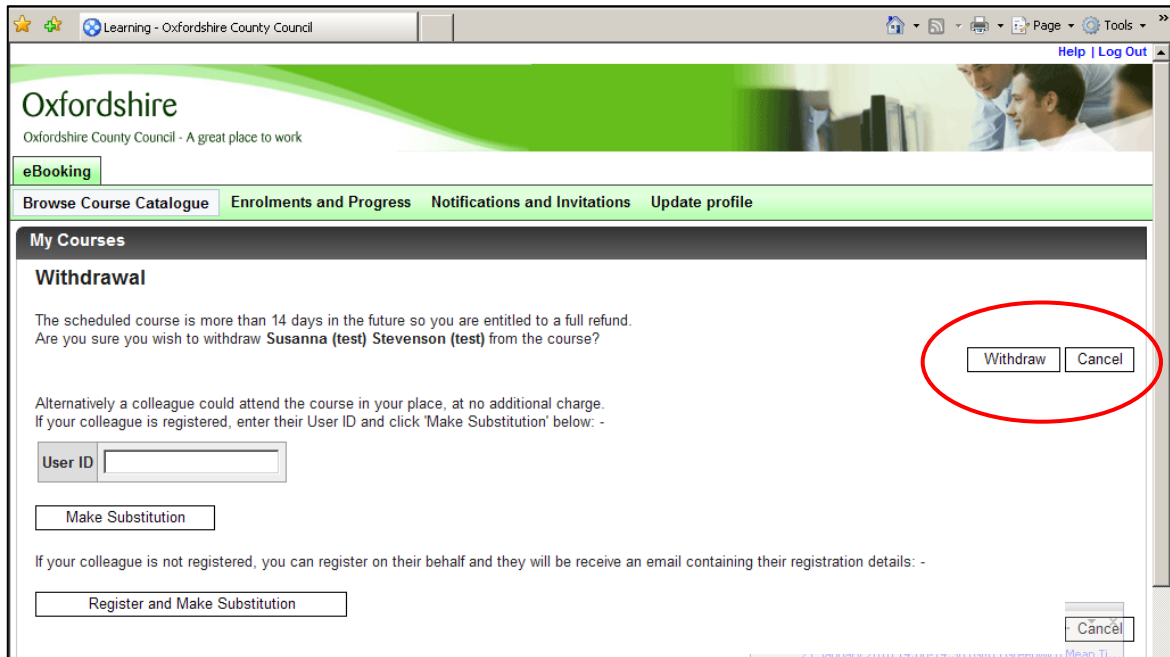 Learning - Oxfordshire County Council
Page
Tools
»
Help | Log Out
Oxfordshire
Oxfordshire County Council - A great place to work
eBooking
Browse Course Catalogue Enrolments and Progress Notifications and Invitations Update profile
My Courses
Withdrawal
The scheduled course is more than 14 days in the future so you are entitled to a full refund.
Are you sure you wish to withdraw Susanna (test) Stevenson (test) from the course?
Withdraw Cancel
Alternatively a colleague could attend the course in your place, at no additional charge.
If your colleague is registered, enter their User ID and click 'Make Substitution' below: -
User ID
Make Substitution
If your colleague is not registered, you can register on their behalf and they will be receive an email containing their registration details: -
Register and Make Substitution
Cancel